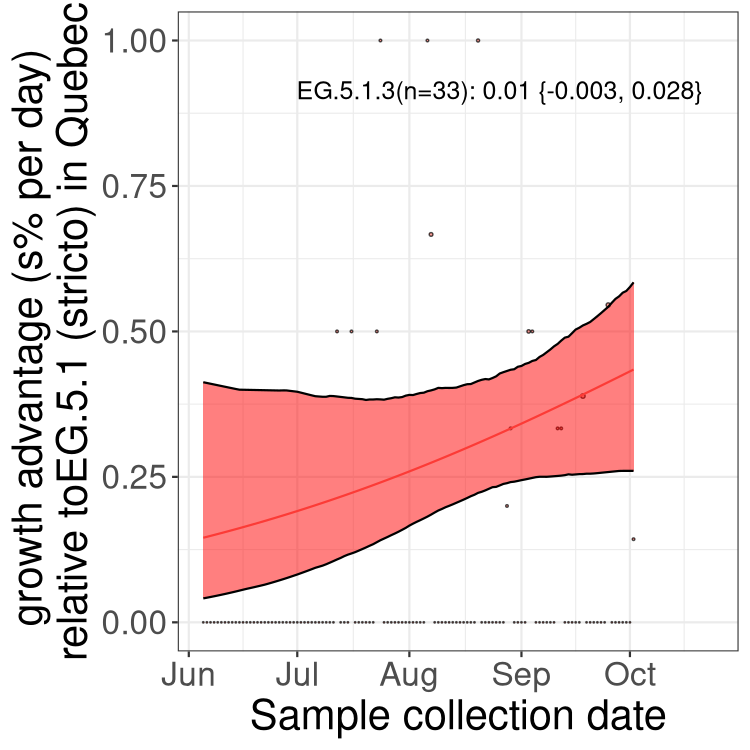 growth advantage (s% per day)
relative toEG.5.1 (stricto) in Quebec
1.00
0.75
0.50
0.25
0.00
EG.5.1.3(n=33): 0.01 {-0.003, 0.028}
Jun Jul Aug Sep Oct
Sample collection date